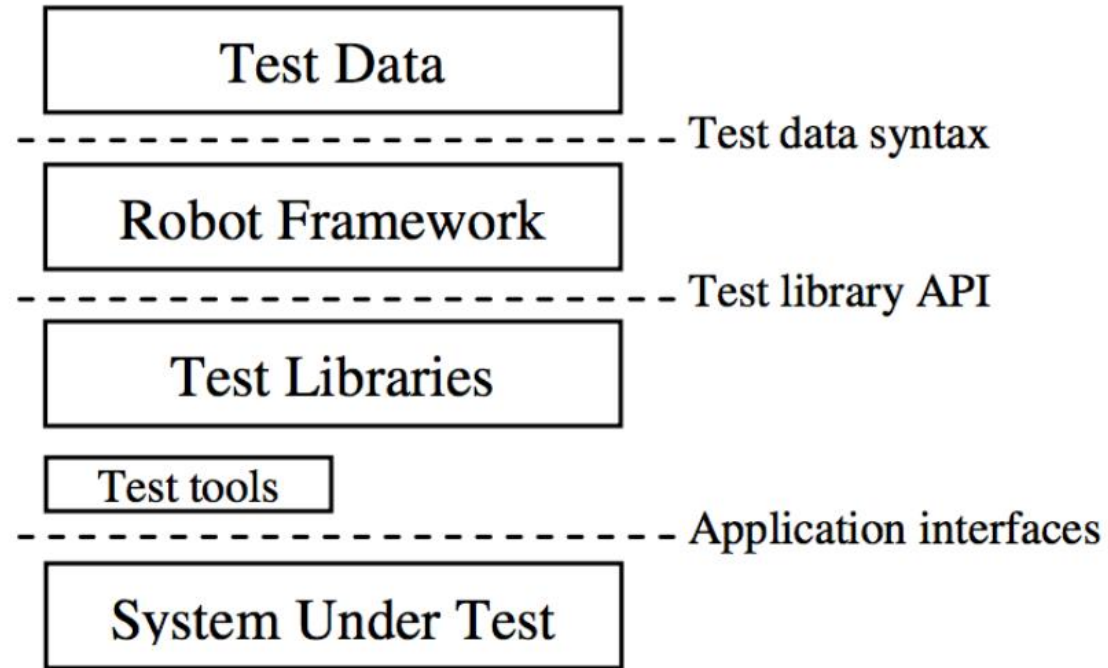 Test Data
Test data syntax
Robot Framework
Test library API
Test Libraries
Test tools
Application interfaces
System Under Test